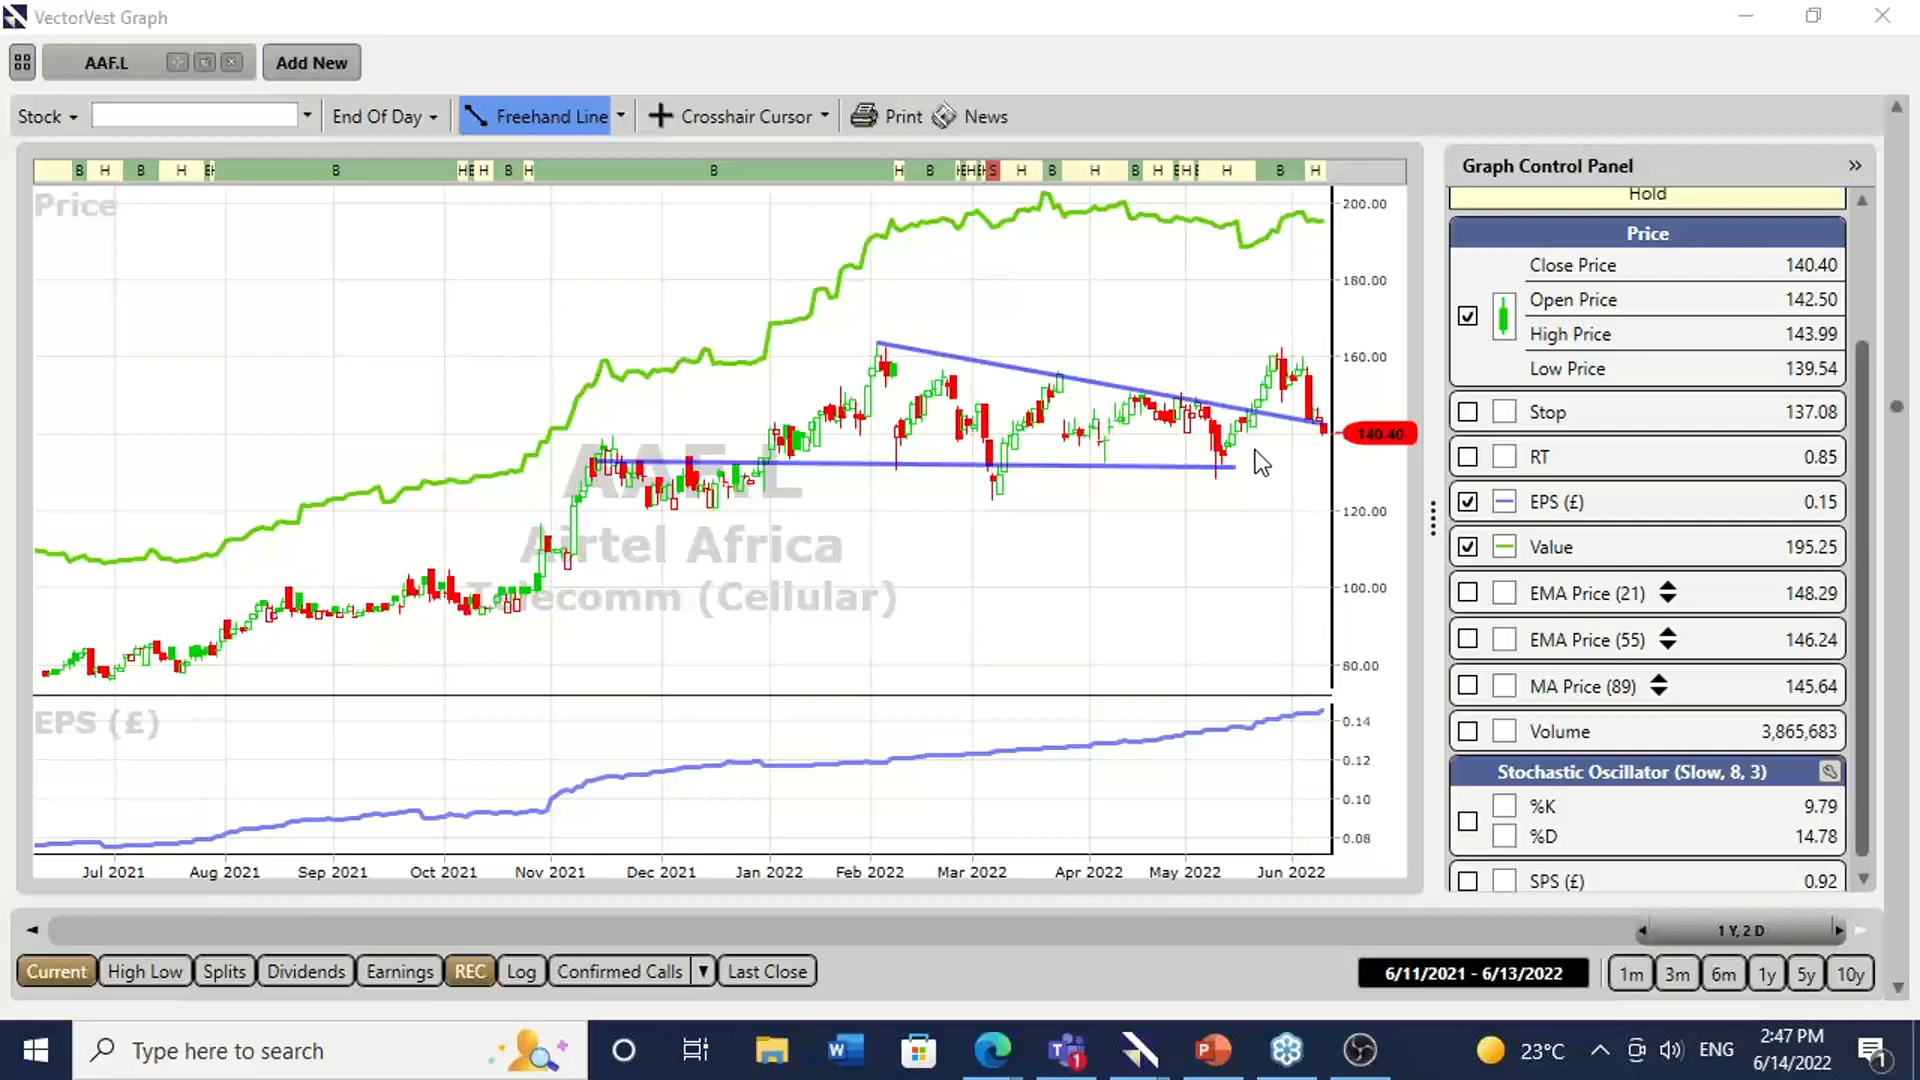 VectorVest Graph
AAF.L
Add New
Stock
End Of Day
Freehand Line
Crosshair Cursor
Print
News
B H B H B HE H B H B H B S H B H B H H B H
Price
200.00
180.00
160.00
140.40
120.00
100.00
80.00
AAF.L
Airtel Africa
Telecomm (Cellular)
EPS (£)
0.14
0.12
0.10
0.08
Jul 2021 Aug 2021 Sep 2021 Oct 2021 Nov 2021 Dec 2021 Jan 2022 Feb 2022 Mar 2022 Apr 2022 May 2022 Jun 2022
Graph Control Panel
Hold
Price
Close Price 140.40
Open Price 142.50
High Price 143.99
Low Price 139.54
Stop 137.08
RT 0.85
EPS (£) 0.15
Value 195.25
EMA Price (21) 148.29
EMA Price (55) 146.24
MA Price (89) 145.64
Volume 3,865,683
Stochastic Oscillator (Slow, 8, 3)
%K 9.79
%D 14.78
SPS (£) 0.92
1 Y, 2 D
Current High Low Splits Dividends Earnings REC Log Confirmed Calls Last Close
6/11/2021 - 6/13/2022
1m 3m 6m 1y 5y 10y
Type here to search
23°C
ENG
2:47 PM
6/14/2022
1
1